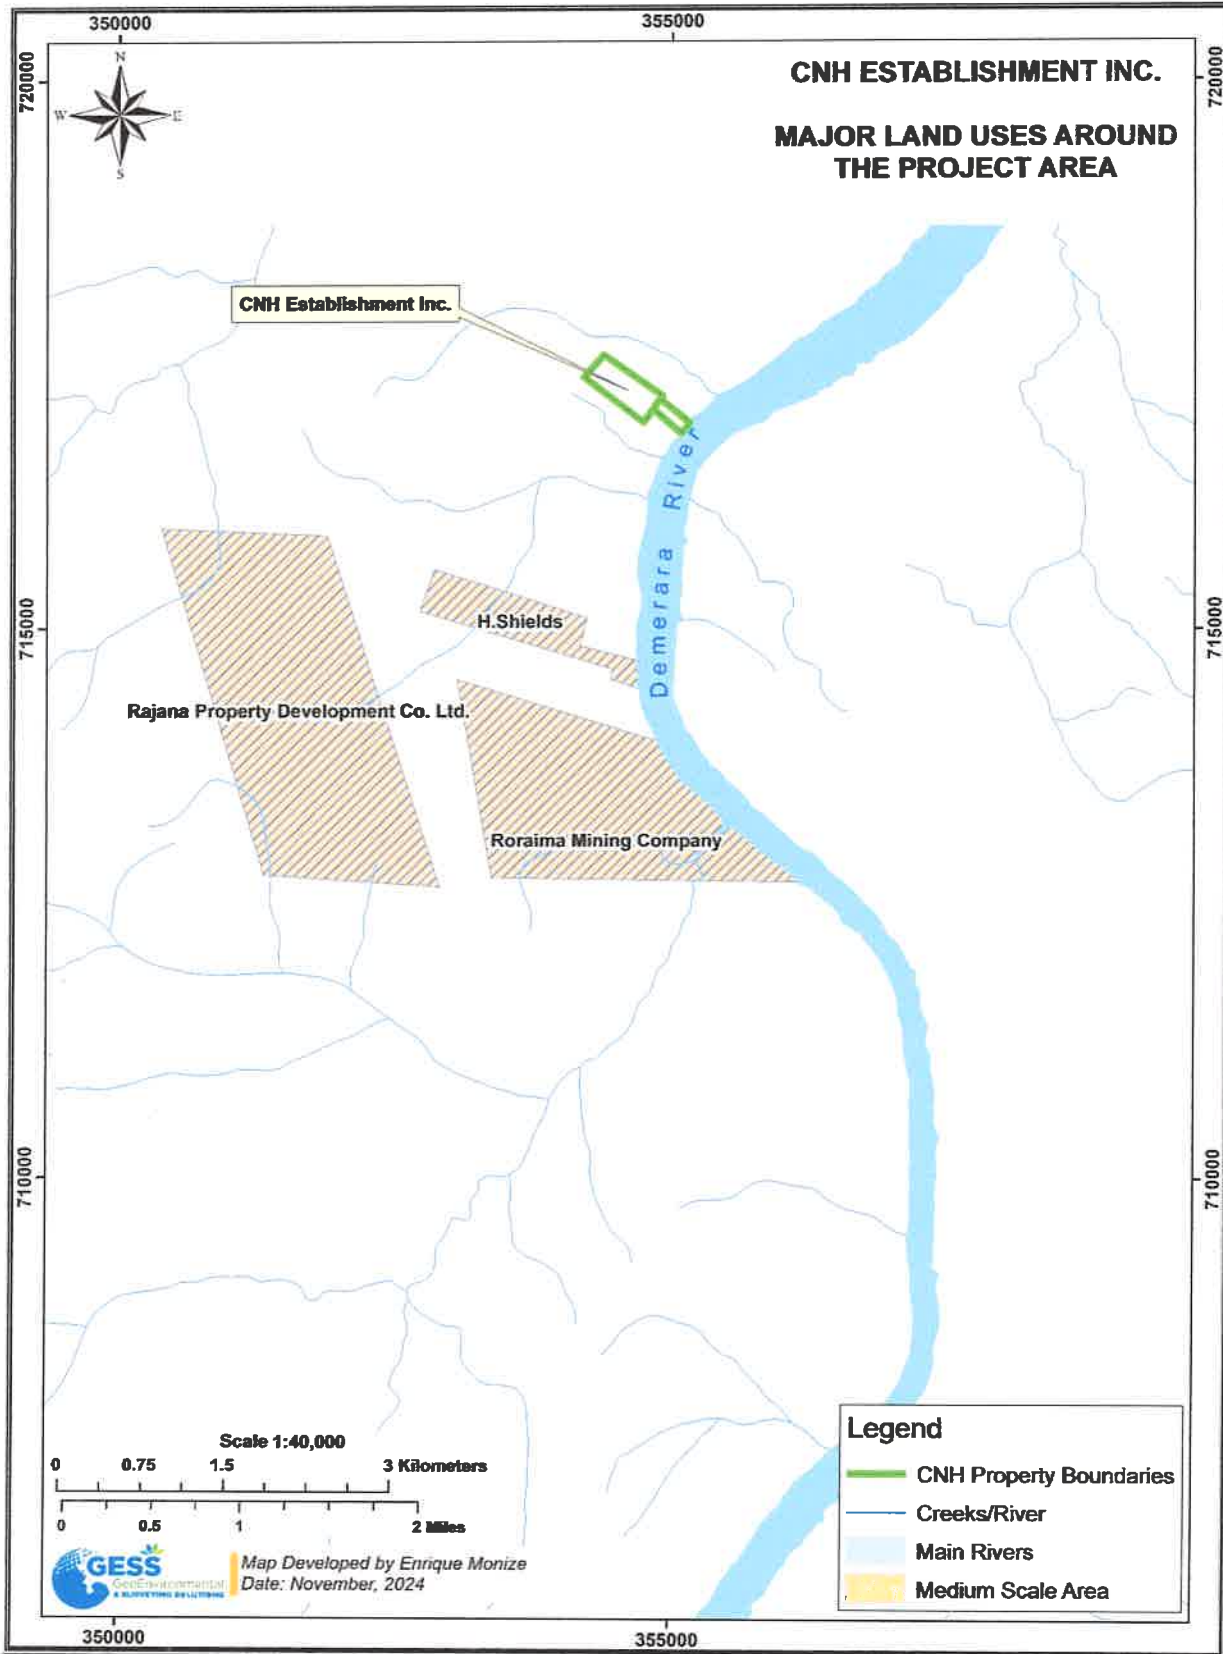 350000
355000
720000
720000
N
W
E
S
CNH ESTABLISHMENT INC.
MAJOR LAND USES AROUND
THE PROJECT AREA
CNH Establishment Inc.
Demerara River
715000
715000
H.Shields
Rajana Property Development Co. Ltd.
Roraima Mining Company
710000
710000
Scale 1:40,000
0 0.75 1.5 3 Kilometers
0 0.5 1 2 Miles
GESS
GeoEnvironmental
& SURVEYING SOLUTIONS
Map Developed by Enrique Monize
Date: November, 2024
Legend
CNH Property Boundaries
Creeks/River
Main Rivers
Medium Scale Area
350000
355000